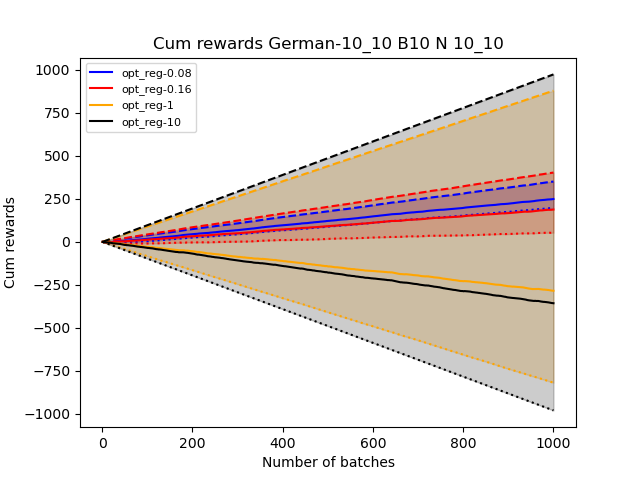 Cum rewards German-10_10 B10 N 10_10
opt_reg-0.08
opt_reg-0.16
opt_reg-1
opt_reg-10
1000
750
500
250
0
−250
−500
−750
−1000
Cum rewards
0 200 400 600 800 1000
Number of batches